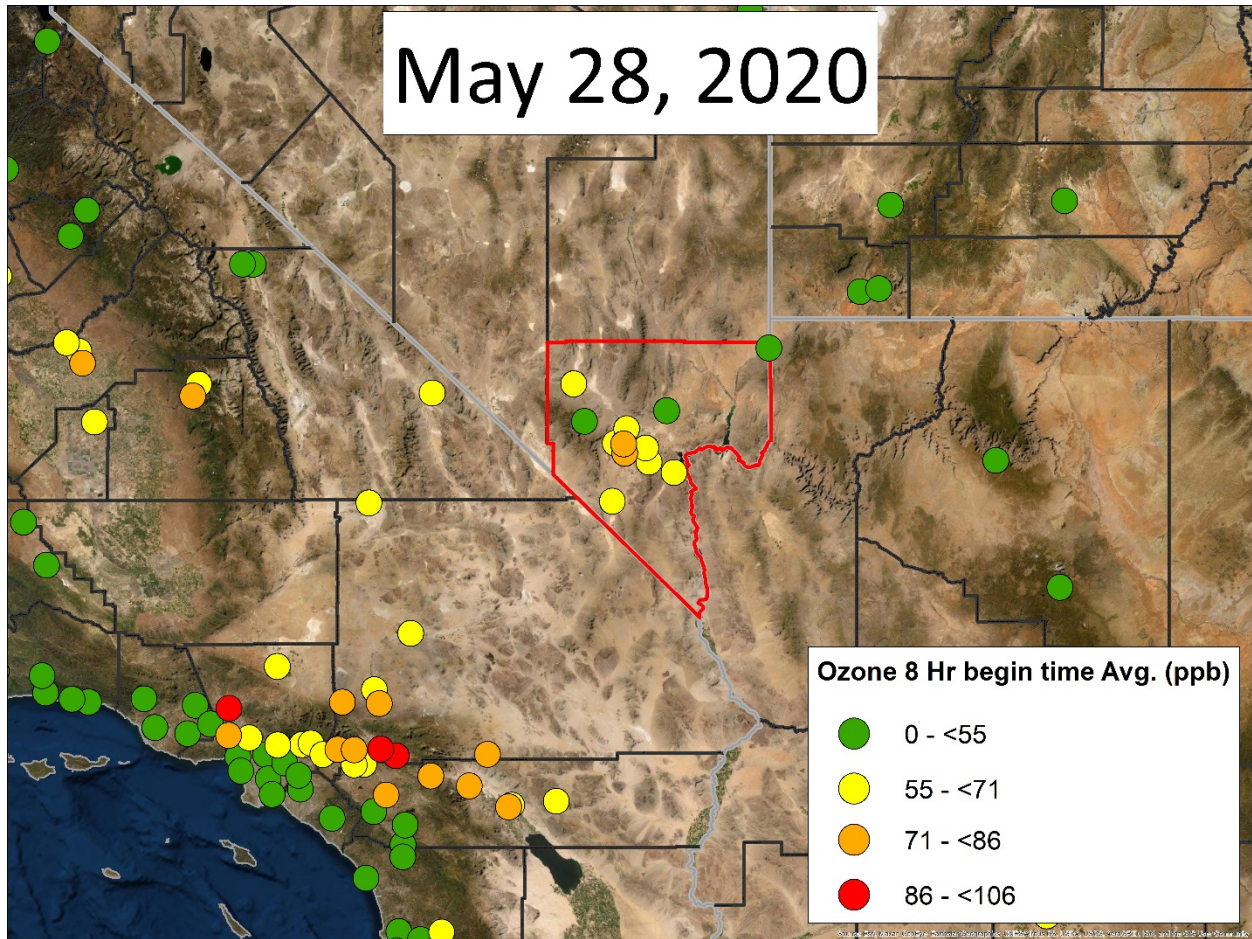 May 28, 2020
Ozone 8 Hr begin time Avg. (ppb)
0 - <55
55 - <71
71 - <86
86 - <106